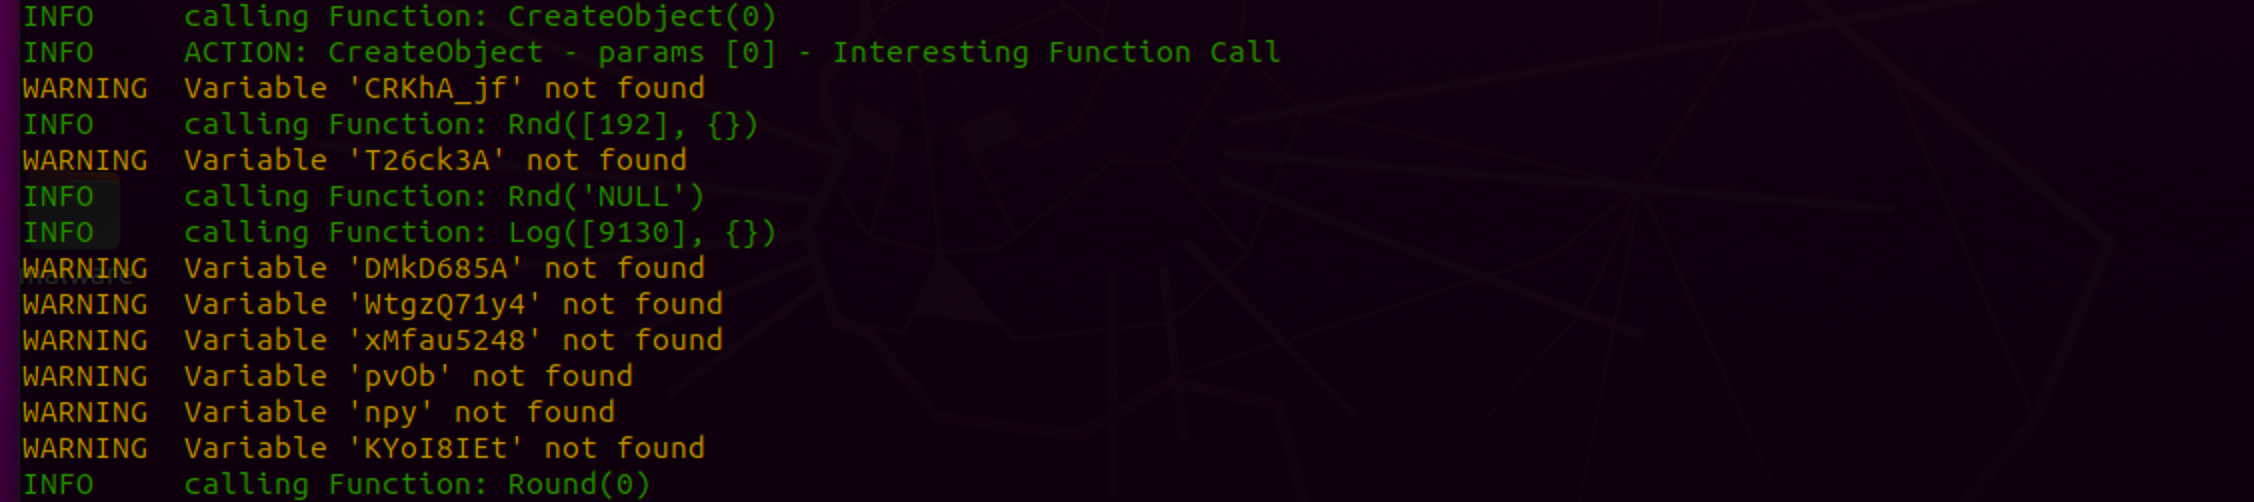 INFO     calling Function: CreateObject(0)
INFO     ACTION: CreateObject - params [0] - Interesting Function Call
WARNING  Variable 'CRKhA_jf' not found
INFO     calling Function: Rnd([192], {})
WARNING  Variable 'T26ck3A' not found
INFO     calling Function: Rnd('NULL')
INFO     calling Function: Log([9130], {})
WARNING  Variable 'DMkD685A' not found
malware
WARNING  Variable 'WtgzQ71y4' not found
WARNING  Variable 'xMfau5248' not found
WARNING  Variable 'pvOb' not found
WARNING  Variable 'npy' not found
WARNING  Variable 'KYoI8IEt' not found
INFO     calling Function: Round(0)